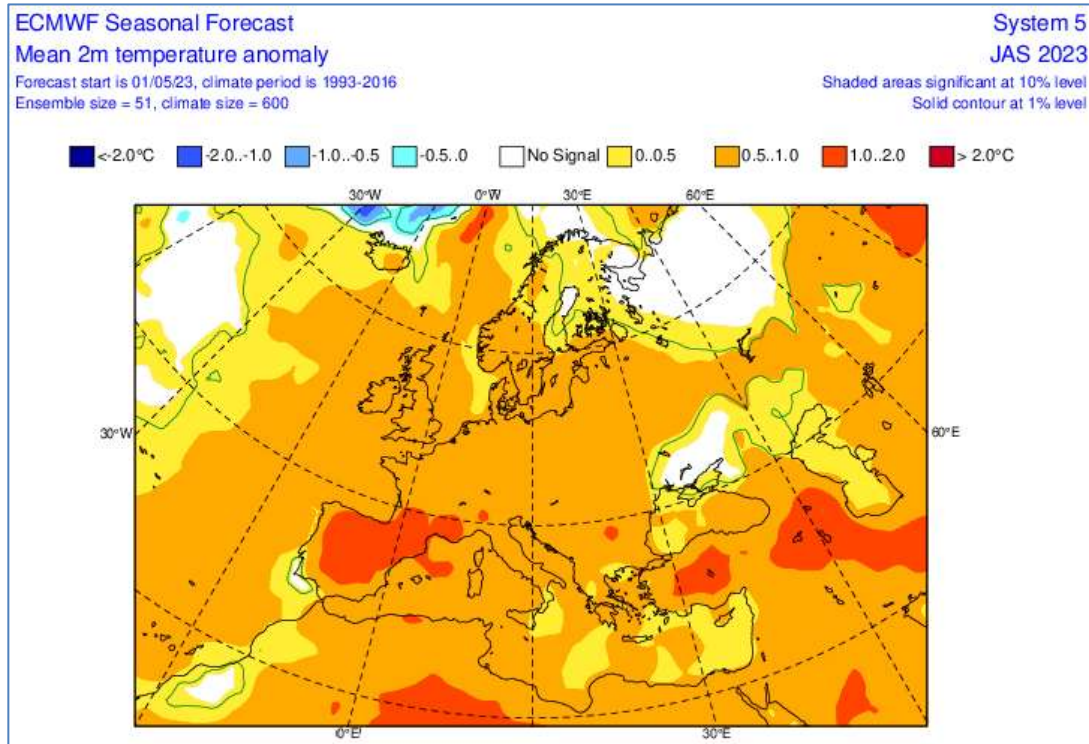 ECMWF Seasonal Forecast
System 5
Mean 2m temperature anomaly
JAS 2023
Forecast start is 01/05/23, climate period is 1993-2016
Shaded areas significant at 10% level
Ensemble size = 51, climate size = 600
Solid contour at 1% level
<-2.0°C -2.0..-1.0 -1.0..-0.5 -0.5..0 No Signal 0..0.5 0.5..1.0 1.0..2.0 > 2.0°C
30°W 0°W 30°E 60°E
30°W 60°E
0°E 30°E